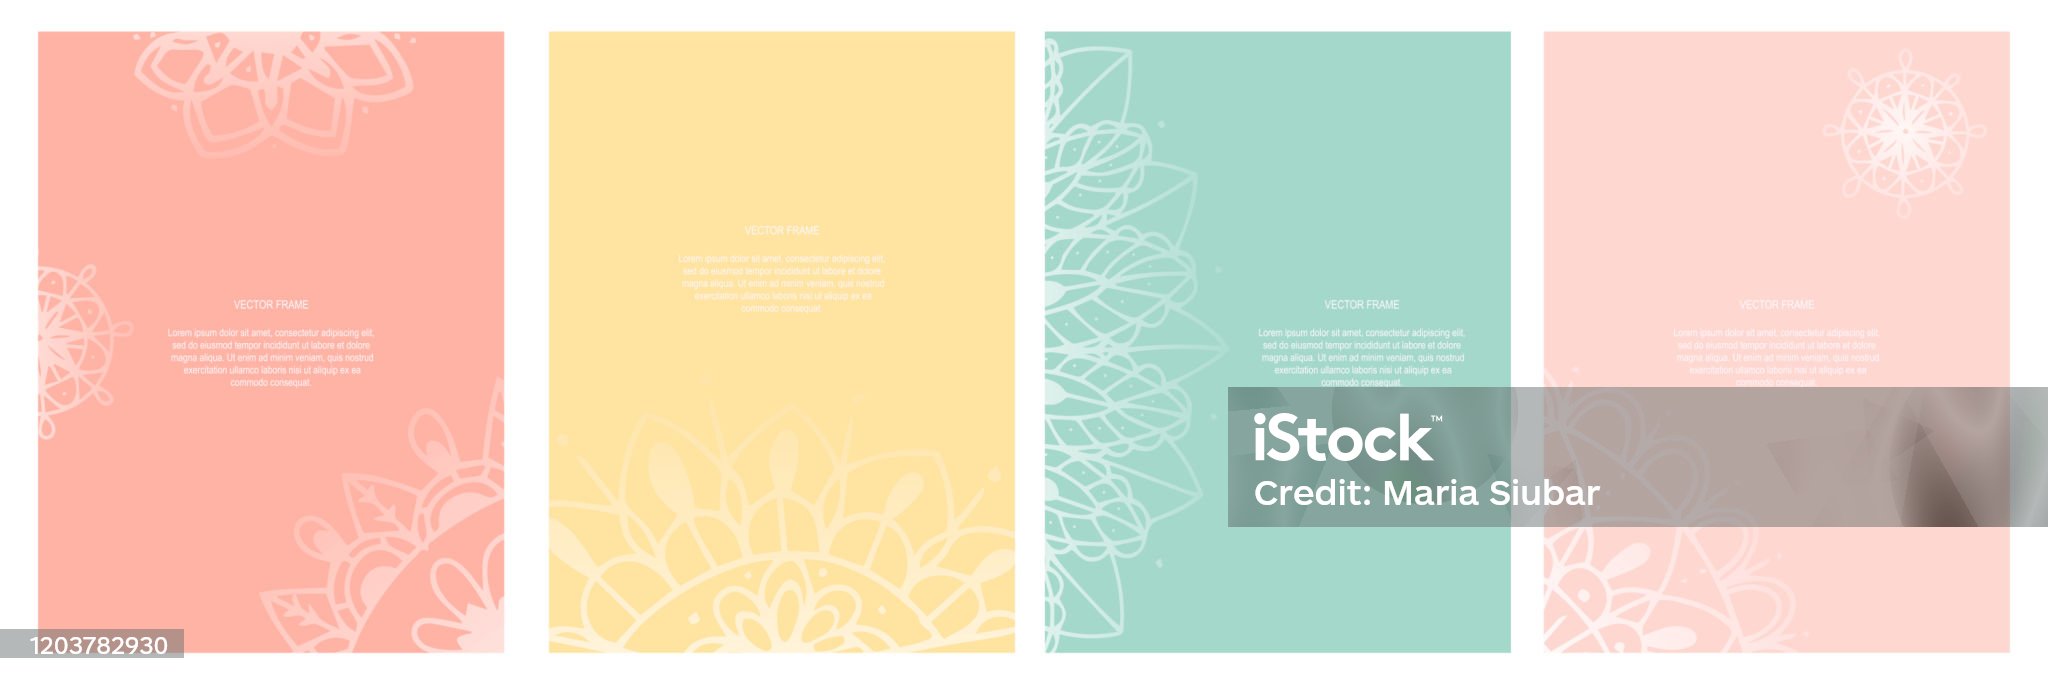 VECTOR FRAME
Lorem ipsum dolor sit amet, consectetur adipiscing elit,
sed do eiusmod tempor incididunt ut labore et dolore
magna aliqua. Ut enim ad minim veniam, quis nostrud
exercitation ullamco laboris nisi ut aliquip ex ea
commodo consequat.
VECTOR FRAME
Lorem ipsum dolor sit amet, consectetur adipiscing elit,
sed do eiusmod tempor incididunt ut labore et dolore
magna aliqua. Ut enim ad minim veniam, quis nostrud
exercitation ullamco laboris nisi ut aliquip ex ea
commodo consequat.
VECTOR FRAME
Lorem ipsum dolor sit amet, consectetur adipiscing elit,
sed do eiusmod tempor incididunt ut labore et dolore
magna aliqua. Ut enim ad minim veniam, quis nostrud
exercitation ullamco laboris nisi ut aliquip ex ea
commodo consequat.
VECTOR FRAME
Lorem ipsum dolor sit amet, consectetur adipiscing elit,
sed do eiusmod tempor incididunt ut labore et dolore
magna aliqua. Ut enim ad minim veniam, quis nostrud
exercitation ullamco laboris nisi ut aliquip ex ea
commodo consequat.
iStock™
Credit: Maria Siubar
1203782930